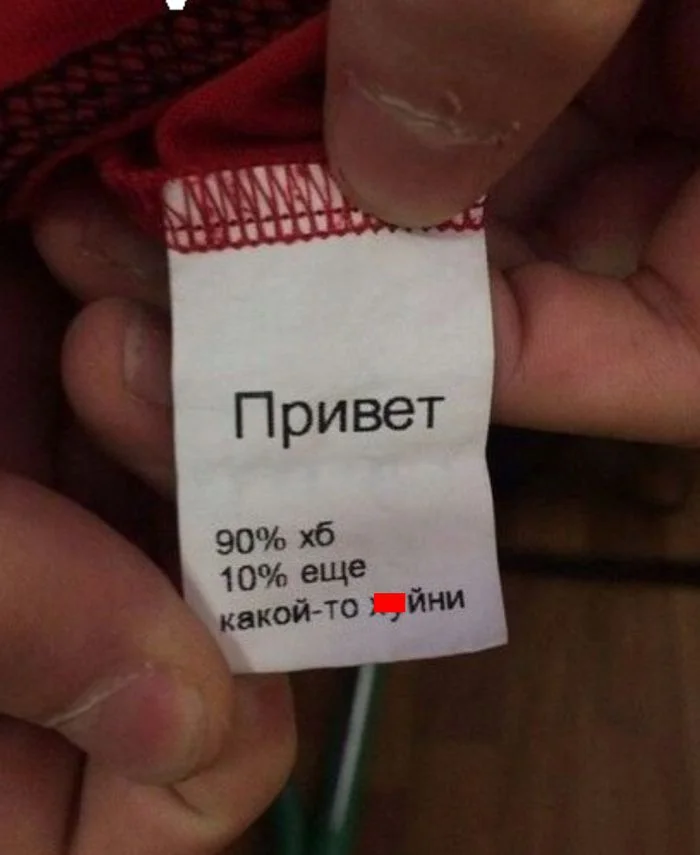 Привет
90% хб
10% еще
какой-то